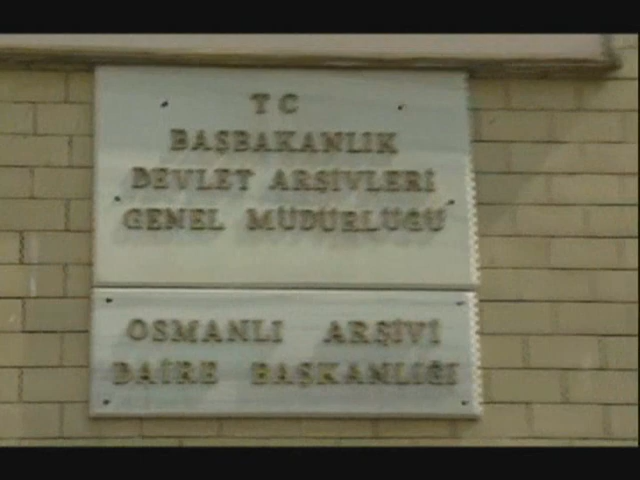 T C
BAŞBAKANLIK
DEVLET ARŞİVLERİ
GENEL MÜDÜRLÜĞÜ
OSMANLI ARŞİVİ
DAİRE BAŞKANLIĞI